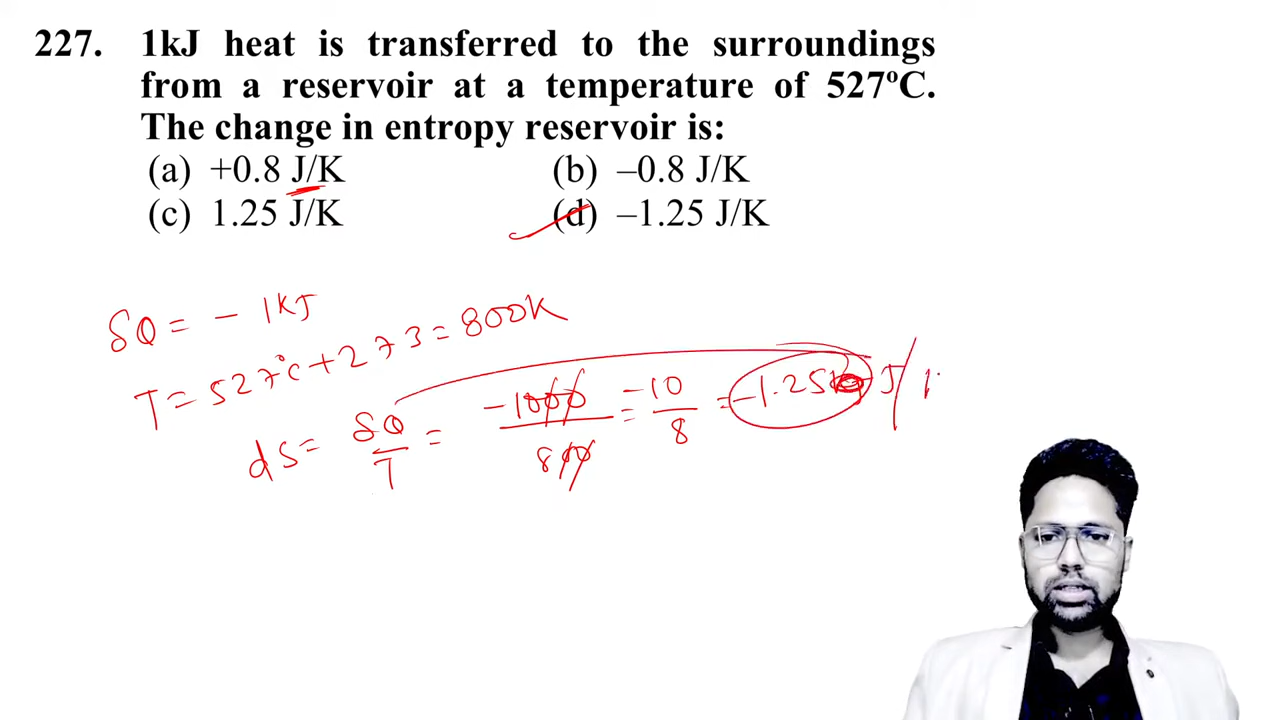 227. 1kJ heat is transferred to the surroundings
from a reservoir at a temperature of 527ºC.
The change in entropy reservoir is:
(a) +0.8 J/K (b) –0.8 J/K
(c) 1.25 J/K (d) –1.25 J/K
δQ = - 1kJ
T = 527°C + 273 = 800K
dS = δQ/T = -1000/800 = -10/8 = -1.25 J/